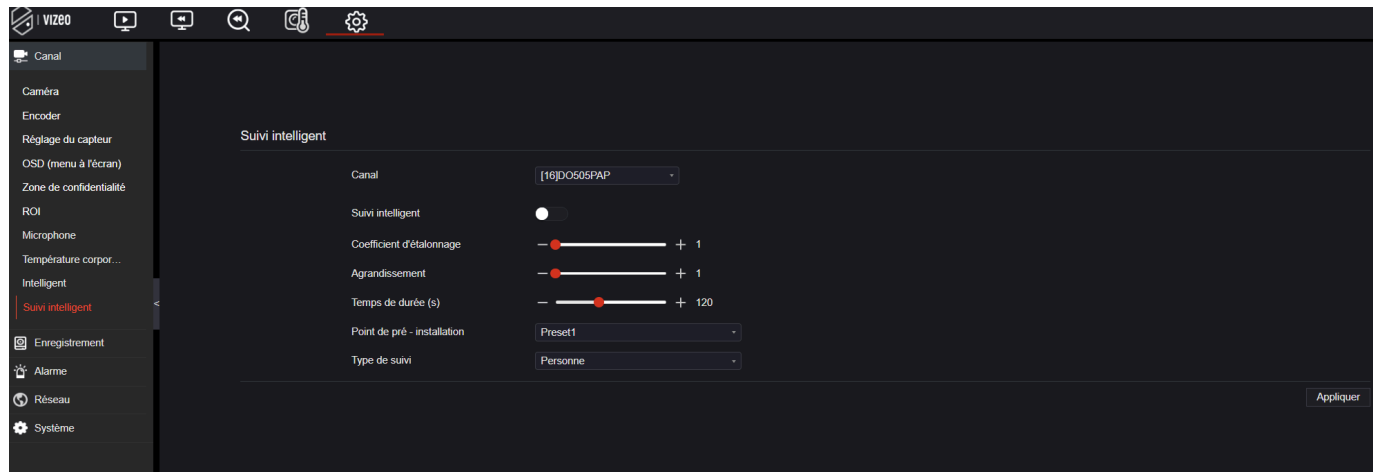 VIZEO
Canal
Caméra
Encoder
Réglage du capteur
OSD (menu à l'écran)
Zone de confidentialité
ROI
Microphone
Température corpor...
Intelligent
Suivi intelligent
<
Enregistrement
Alarme
Réseau
Système
Suivi intelligent
Canal [16]DO505PAP
Suivi intelligent
Coefficient d'étalonnage 1
Agrandissement 1
Temps de durée (s) 120
Point de pré - installation Preset1
Type de suivi Personne
Appliquer